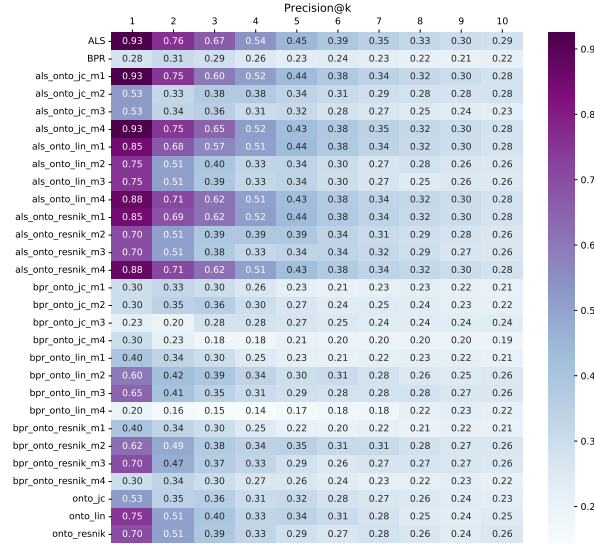 Precision@k
1 2 3 4 5 6 7 8 9 10
ALS 0.93 0.76 0.67 0.54 0.45 0.39 0.35 0.33 0.30 0.29
BPR 0.28 0.31 0.29 0.26 0.23 0.24 0.23 0.22 0.21 0.22
als_onto_jc_m1 0.93 0.75 0.60 0.52 0.44 0.38 0.34 0.32 0.30 0.28
als_onto_jc_m2 0.53 0.33 0.38 0.38 0.34 0.31 0.29 0.28 0.28 0.28
als_onto_jc_m3 0.53 0.34 0.36 0.31 0.32 0.28 0.27 0.25 0.24 0.23
als_onto_jc_m4 0.93 0.75 0.65 0.52 0.43 0.38 0.35 0.32 0.30 0.28
als_onto_lin_m1 0.85 0.68 0.57 0.51 0.44 0.38 0.34 0.32 0.30 0.28
als_onto_lin_m2 0.75 0.51 0.40 0.33 0.34 0.30 0.27 0.28 0.26 0.26
als_onto_lin_m3 0.75 0.51 0.39 0.33 0.34 0.30 0.27 0.25 0.26 0.26
als_onto_lin_m4 0.88 0.71 0.62 0.51 0.43 0.38 0.34 0.32 0.30 0.28
als_onto_resnik_m1 0.85 0.69 0.62 0.52 0.44 0.38 0.34 0.32 0.30 0.28
als_onto_resnik_m2 0.70 0.51 0.39 0.39 0.39 0.34 0.31 0.29 0.28 0.26
als_onto_resnik_m3 0.70 0.51 0.38 0.33 0.34 0.34 0.32 0.29 0.27 0.26
als_onto_resnik_m4 0.88 0.71 0.62 0.51 0.43 0.38 0.34 0.32 0.30 0.28
bpr_onto_jc_m1 0.30 0.33 0.30 0.26 0.23 0.21 0.23 0.23 0.22 0.21
bpr_onto_jc_m2 0.30 0.35 0.36 0.30 0.27 0.24 0.25 0.24 0.23 0.22
bpr_onto_jc_m3 0.23 0.20 0.28 0.28 0.27 0.25 0.24 0.24 0.24 0.24
bpr_onto_jc_m4 0.30 0.23 0.18 0.18 0.21 0.20 0.20 0.20 0.20 0.19
bpr_onto_lin_m1 0.40 0.34 0.30 0.25 0.23 0.21 0.22 0.23 0.22 0.21
bpr_onto_lin_m2 0.60 0.42 0.39 0.34 0.30 0.31 0.28 0.26 0.25 0.26
bpr_onto_lin_m3 0.65 0.41 0.35 0.31 0.29 0.28 0.28 0.28 0.27 0.26
bpr_onto_lin_m4 0.20 0.16 0.15 0.14 0.17 0.18 0.18 0.22 0.23 0.22
bpr_onto_resnik_m1 0.40 0.34 0.30 0.25 0.22 0.20 0.22 0.21 0.22 0.21
bpr_onto_resnik_m2 0.62 0.49 0.38 0.34 0.35 0.31 0.31 0.28 0.27 0.26
bpr_onto_resnik_m3 0.70 0.47 0.37 0.33 0.29 0.26 0.27 0.27 0.27 0.26
bpr_onto_resnik_m4 0.30 0.34 0.30 0.27 0.26 0.24 0.23 0.22 0.23 0.22
onto_jc 0.53 0.35 0.36 0.31 0.32 0.28 0.27 0.26 0.24 0.23
onto_lin 0.75 0.51 0.40 0.33 0.34 0.31 0.28 0.25 0.28 0.25
onto_resnik 0.70 0.51 0.39 0.33 0.29 0.30 0.27 0.26 0.24 0.26
0.9
0.8
0.7
0.6
0.5
0.4
0.3
0.2